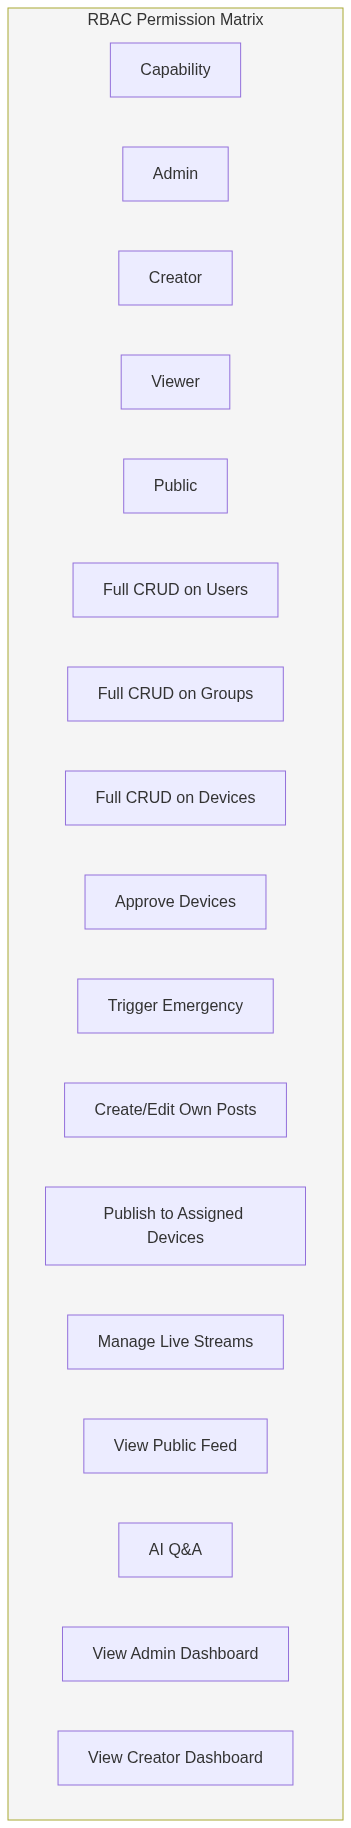 RBAC Permission Matrix
Capability
Admin
Creator
Viewer
Public
Full CRUD on Users
Full CRUD on Groups
Full CRUD on Devices
Approve Devices
Trigger Emergency
Create/Edit Own Posts
Publish to Assigned
Devices
Manage Live Streams
View Public Feed
AI Q&A
View Admin Dashboard
View Creator Dashboard